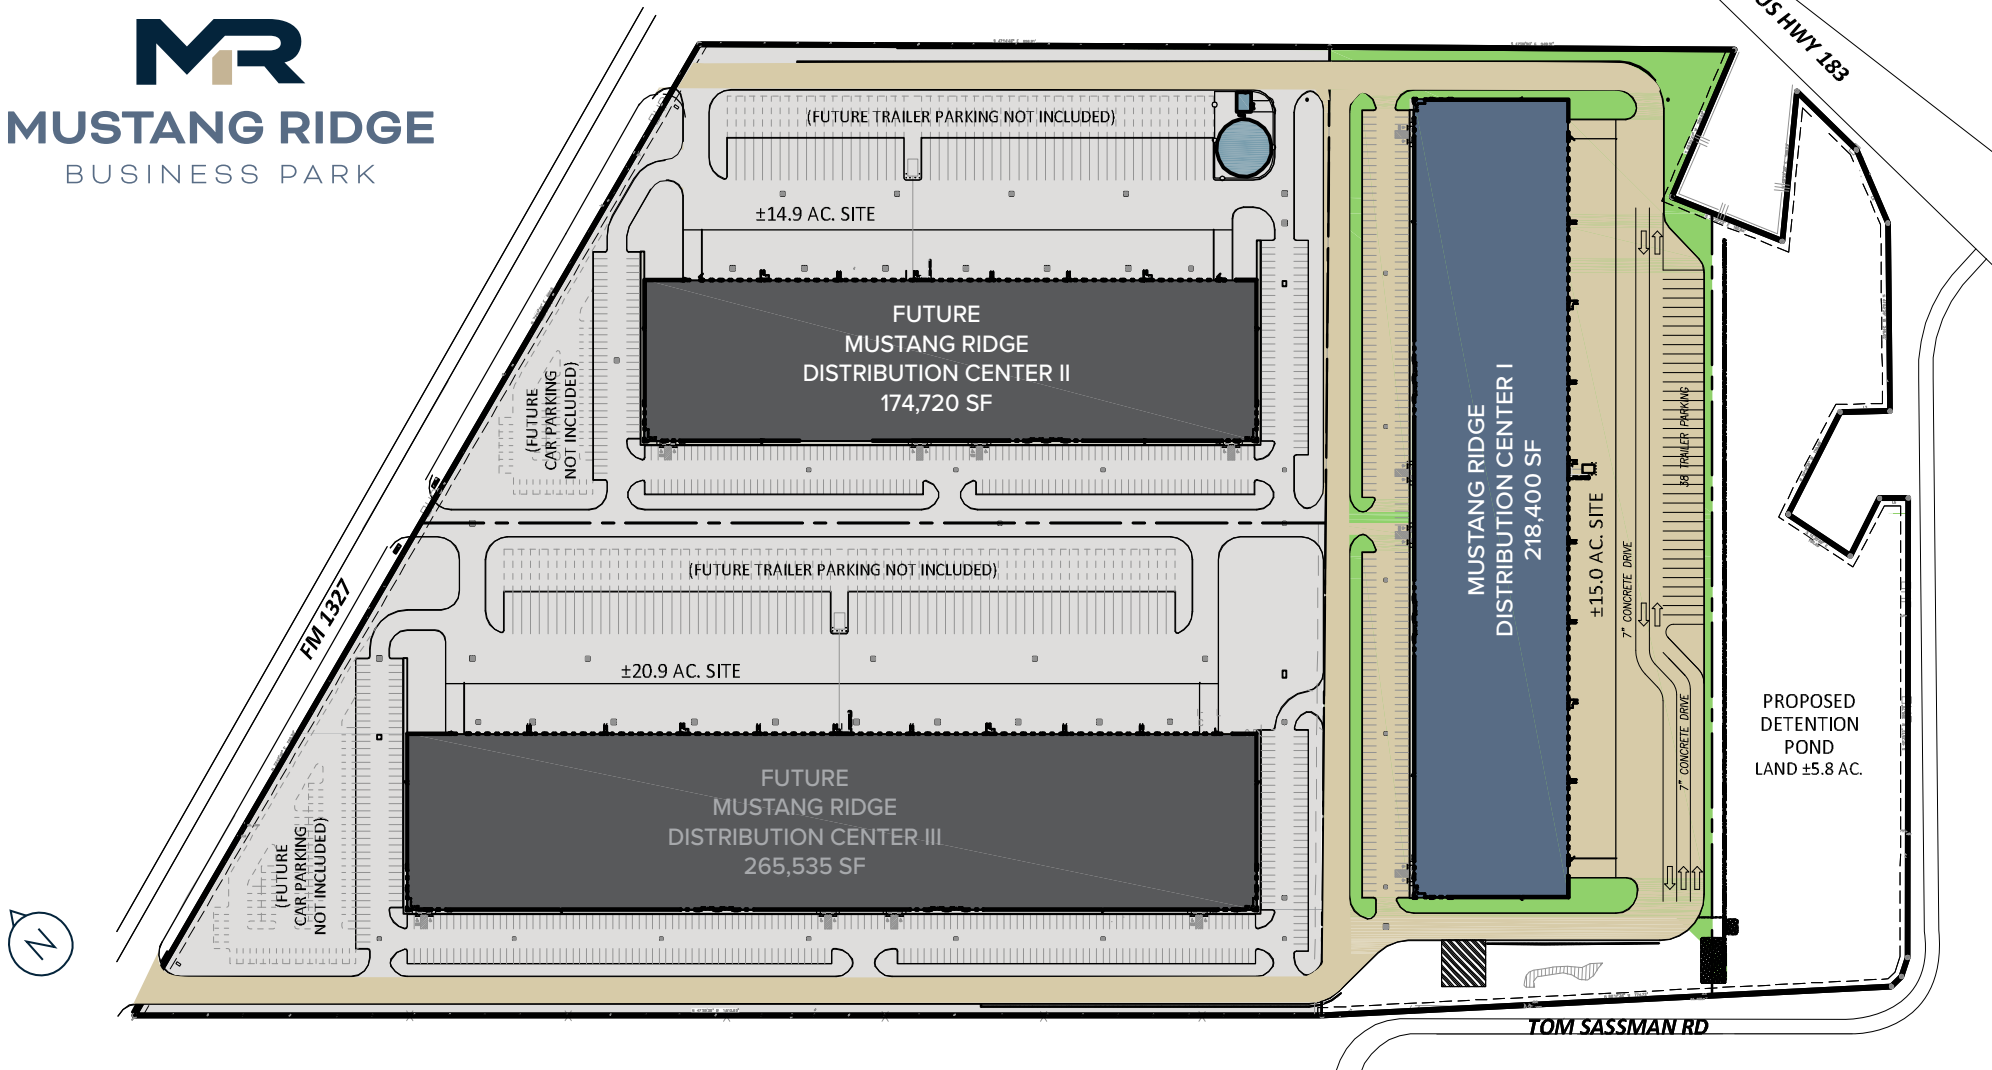 MR
MUSTANG RIDGE
BUSINESS PARK
US HWY 183
(FUTURE TRAILER PARKING NOT INCLUDED)
±14.9 AC. SITE
FUTURE
MUSTANG RIDGE
DISTRIBUTION CENTER II
174,720 SF
(FUTURE
CAR PARKING
NOT INCLUDED)
MUSTANG RIDGE
DISTRIBUTION CENTER I
218,400 SF
±15.0 AC. SITE
38 TRAILER PARKING
7" CONCRETE DRIVE
7" CONCRETE DRIVE
FM 1327
(FUTURE TRAILER PARKING NOT INCLUDED)
±20.9 AC. SITE
FUTURE
MUSTANG RIDGE
DISTRIBUTION CENTER III
265,535 SF
(FUTURE
CAR PARKING
NOT INCLUDED)
PROPOSED
DETENTION
POND
LAND ±5.8 AC.
N
TOM SASSMAN RD